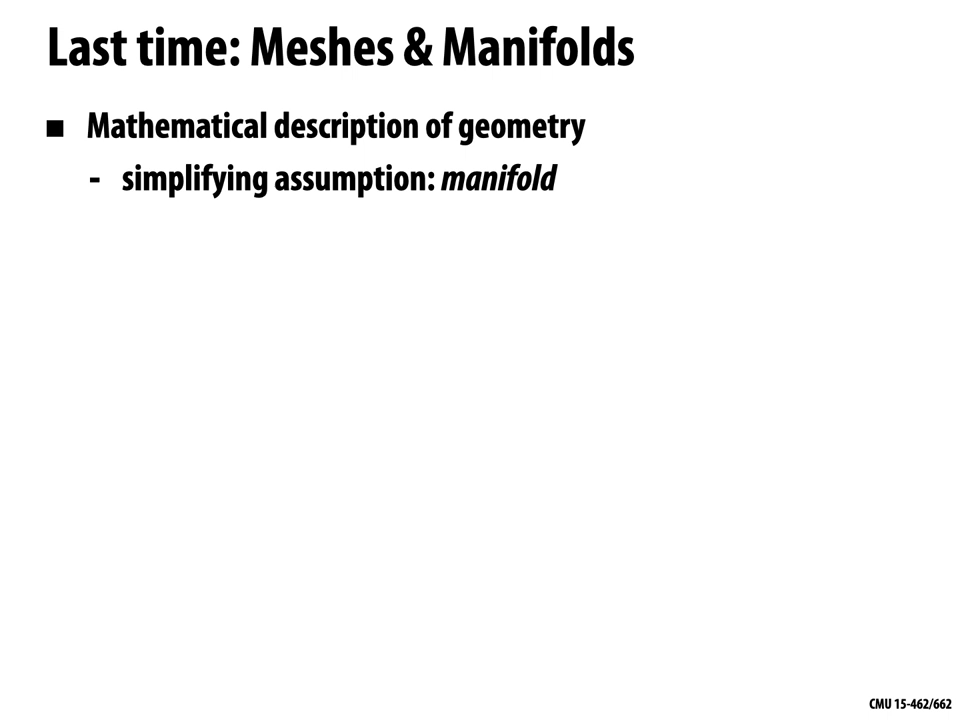 Last time: Meshes & Manifolds
■ Mathematical description of geometry
- simplifying assumption: manifold
CMU 15-462/662